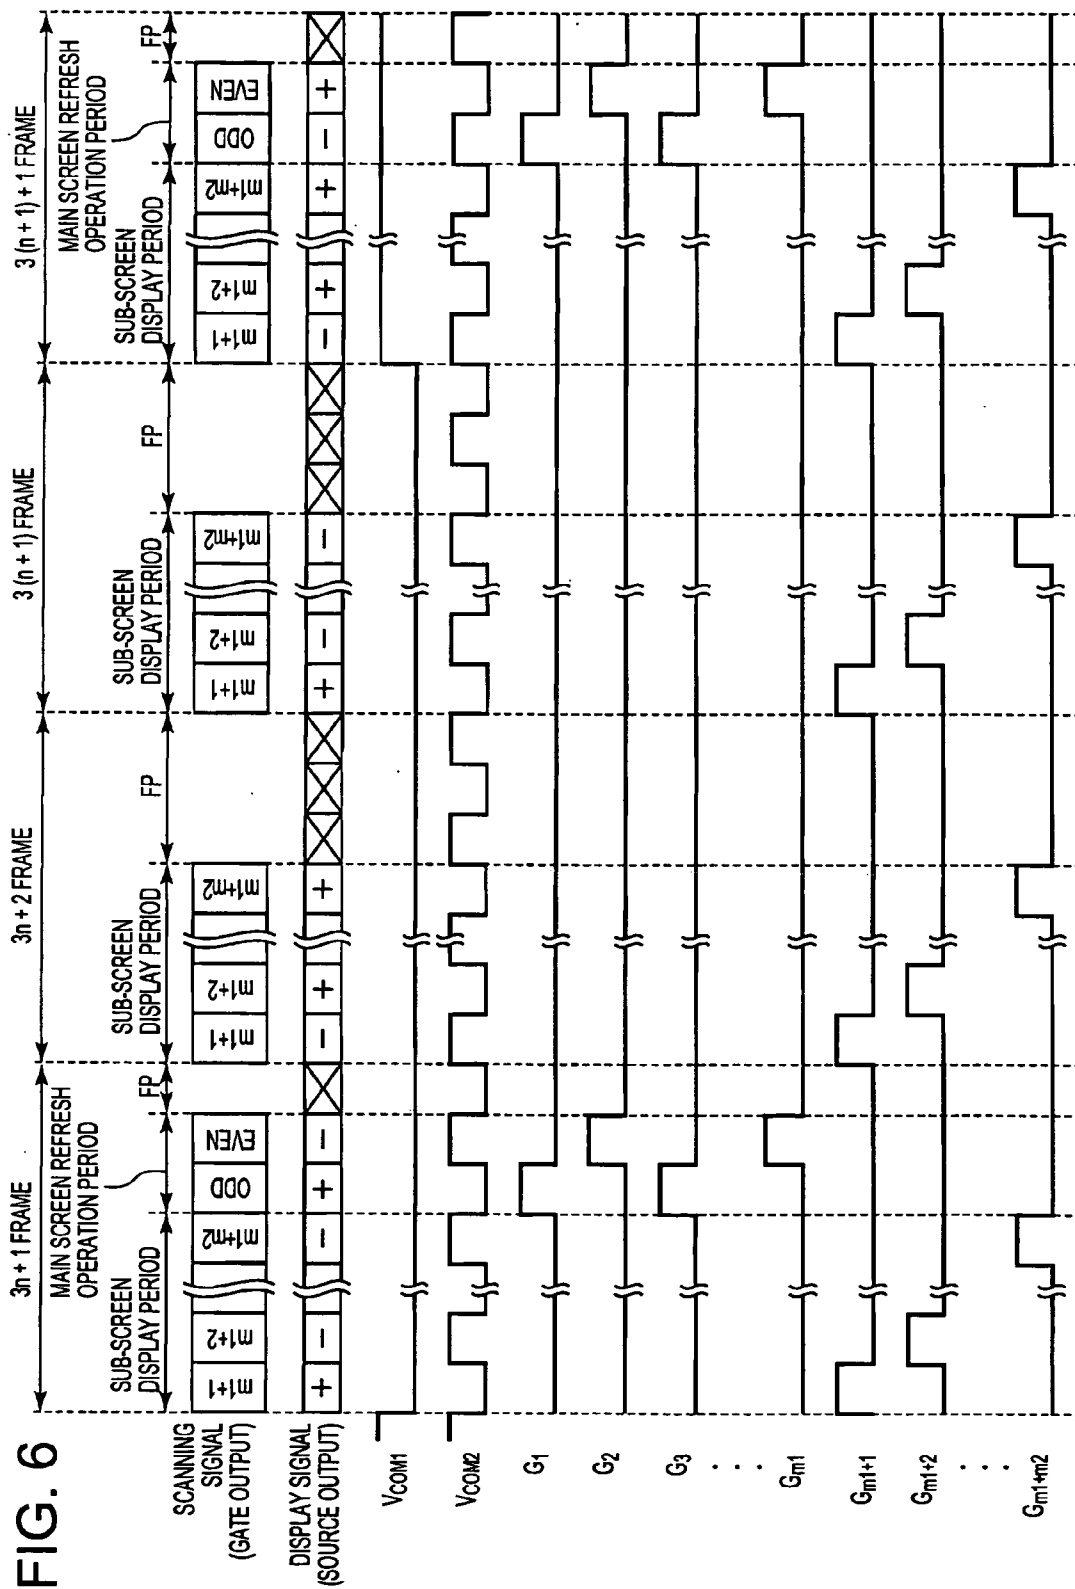 FIG. 6
3n + 1 FRAME
3n + 2 FRAME
3 (n + 1) FRAME
3 (n + 1) + 1 FRAME
MAIN SCREEN REFRESH
OPERATION PERIOD
MAIN SCREEN REFRESH
OPERATION PERIOD
SUB-SCREEN
DISPLAY PERIOD
FP
SUB-SCREEN
DISPLAY PERIOD
FP
SUB-SCREEN
DISPLAY PERIOD
FP
SUB-SCREEN
DISPLAY PERIOD
FP
SCANNING
SIGNAL
(GATE OUTPUT)
m1+1 m1+2 m1+m2 ODD EVEN m1+1 m1+2 m1+m2 m1+1 m1+2 m1+m2 m1+1 m1+2 m1+m2 ODD EVEN
DISPLAY SIGNAL
(SOURCE OUTPUT)
+ − − + − − + + + − − − + + − +
VCOM1
VCOM2
G1
G2
G3
. . .
Gm1
Gm1+1
Gm1+2
. . .
Gm1+m2